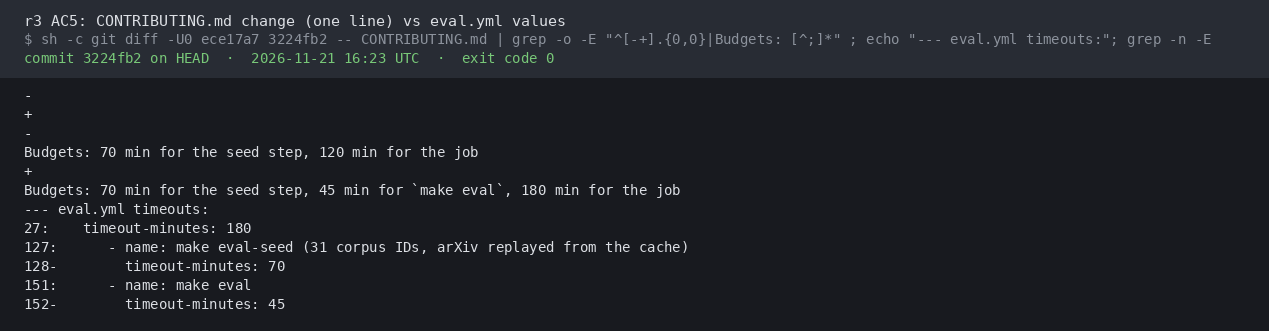 r3 AC5: CONTRIBUTING.md change (one line) vs eval.yml values
$ sh -c git diff -U0 ece17a7 3224fb2 -- CONTRIBUTING.md | grep -o -E "^[-+].{0,0}|Budgets: [^;]*" ; echo "--- eval.yml timeouts:"; grep -n -E
commit 3224fb2 on HEAD · 2026-11-21 16:23 UTC · exit code 0
-
+
-
Budgets: 70 min for the seed step, 120 min for the job
+
Budgets: 70 min for the seed step, 45 min for `make eval`, 180 min for the job
--- eval.yml timeouts:
27:    timeout-minutes: 180
127:      - name: make eval-seed (31 corpus IDs, arXiv replayed from the cache)
128-        timeout-minutes: 70
151:      - name: make eval
152-        timeout-minutes: 45